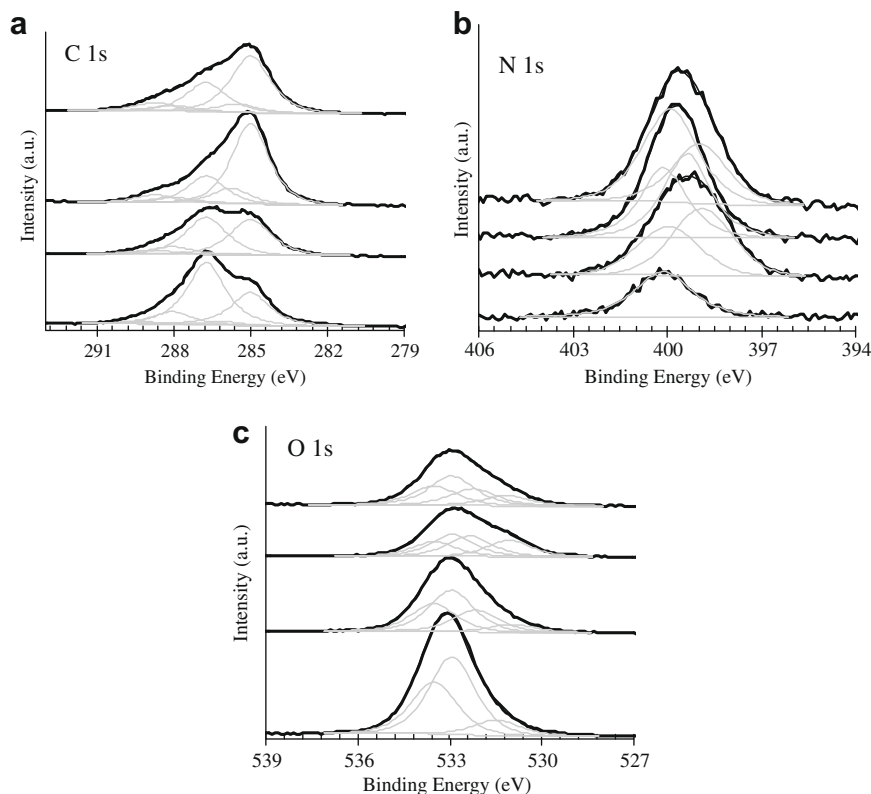 a
C 1s
Intensity (a.u.)
291 288 285 282 279
Binding Energy (eV)
b
N 1s
Intensity (a.u.)
406 403 400 397 394
Binding Energy (eV)
c
O 1s
Intensity (a.u.)
539 536 533 530 527
Binding Energy (eV)